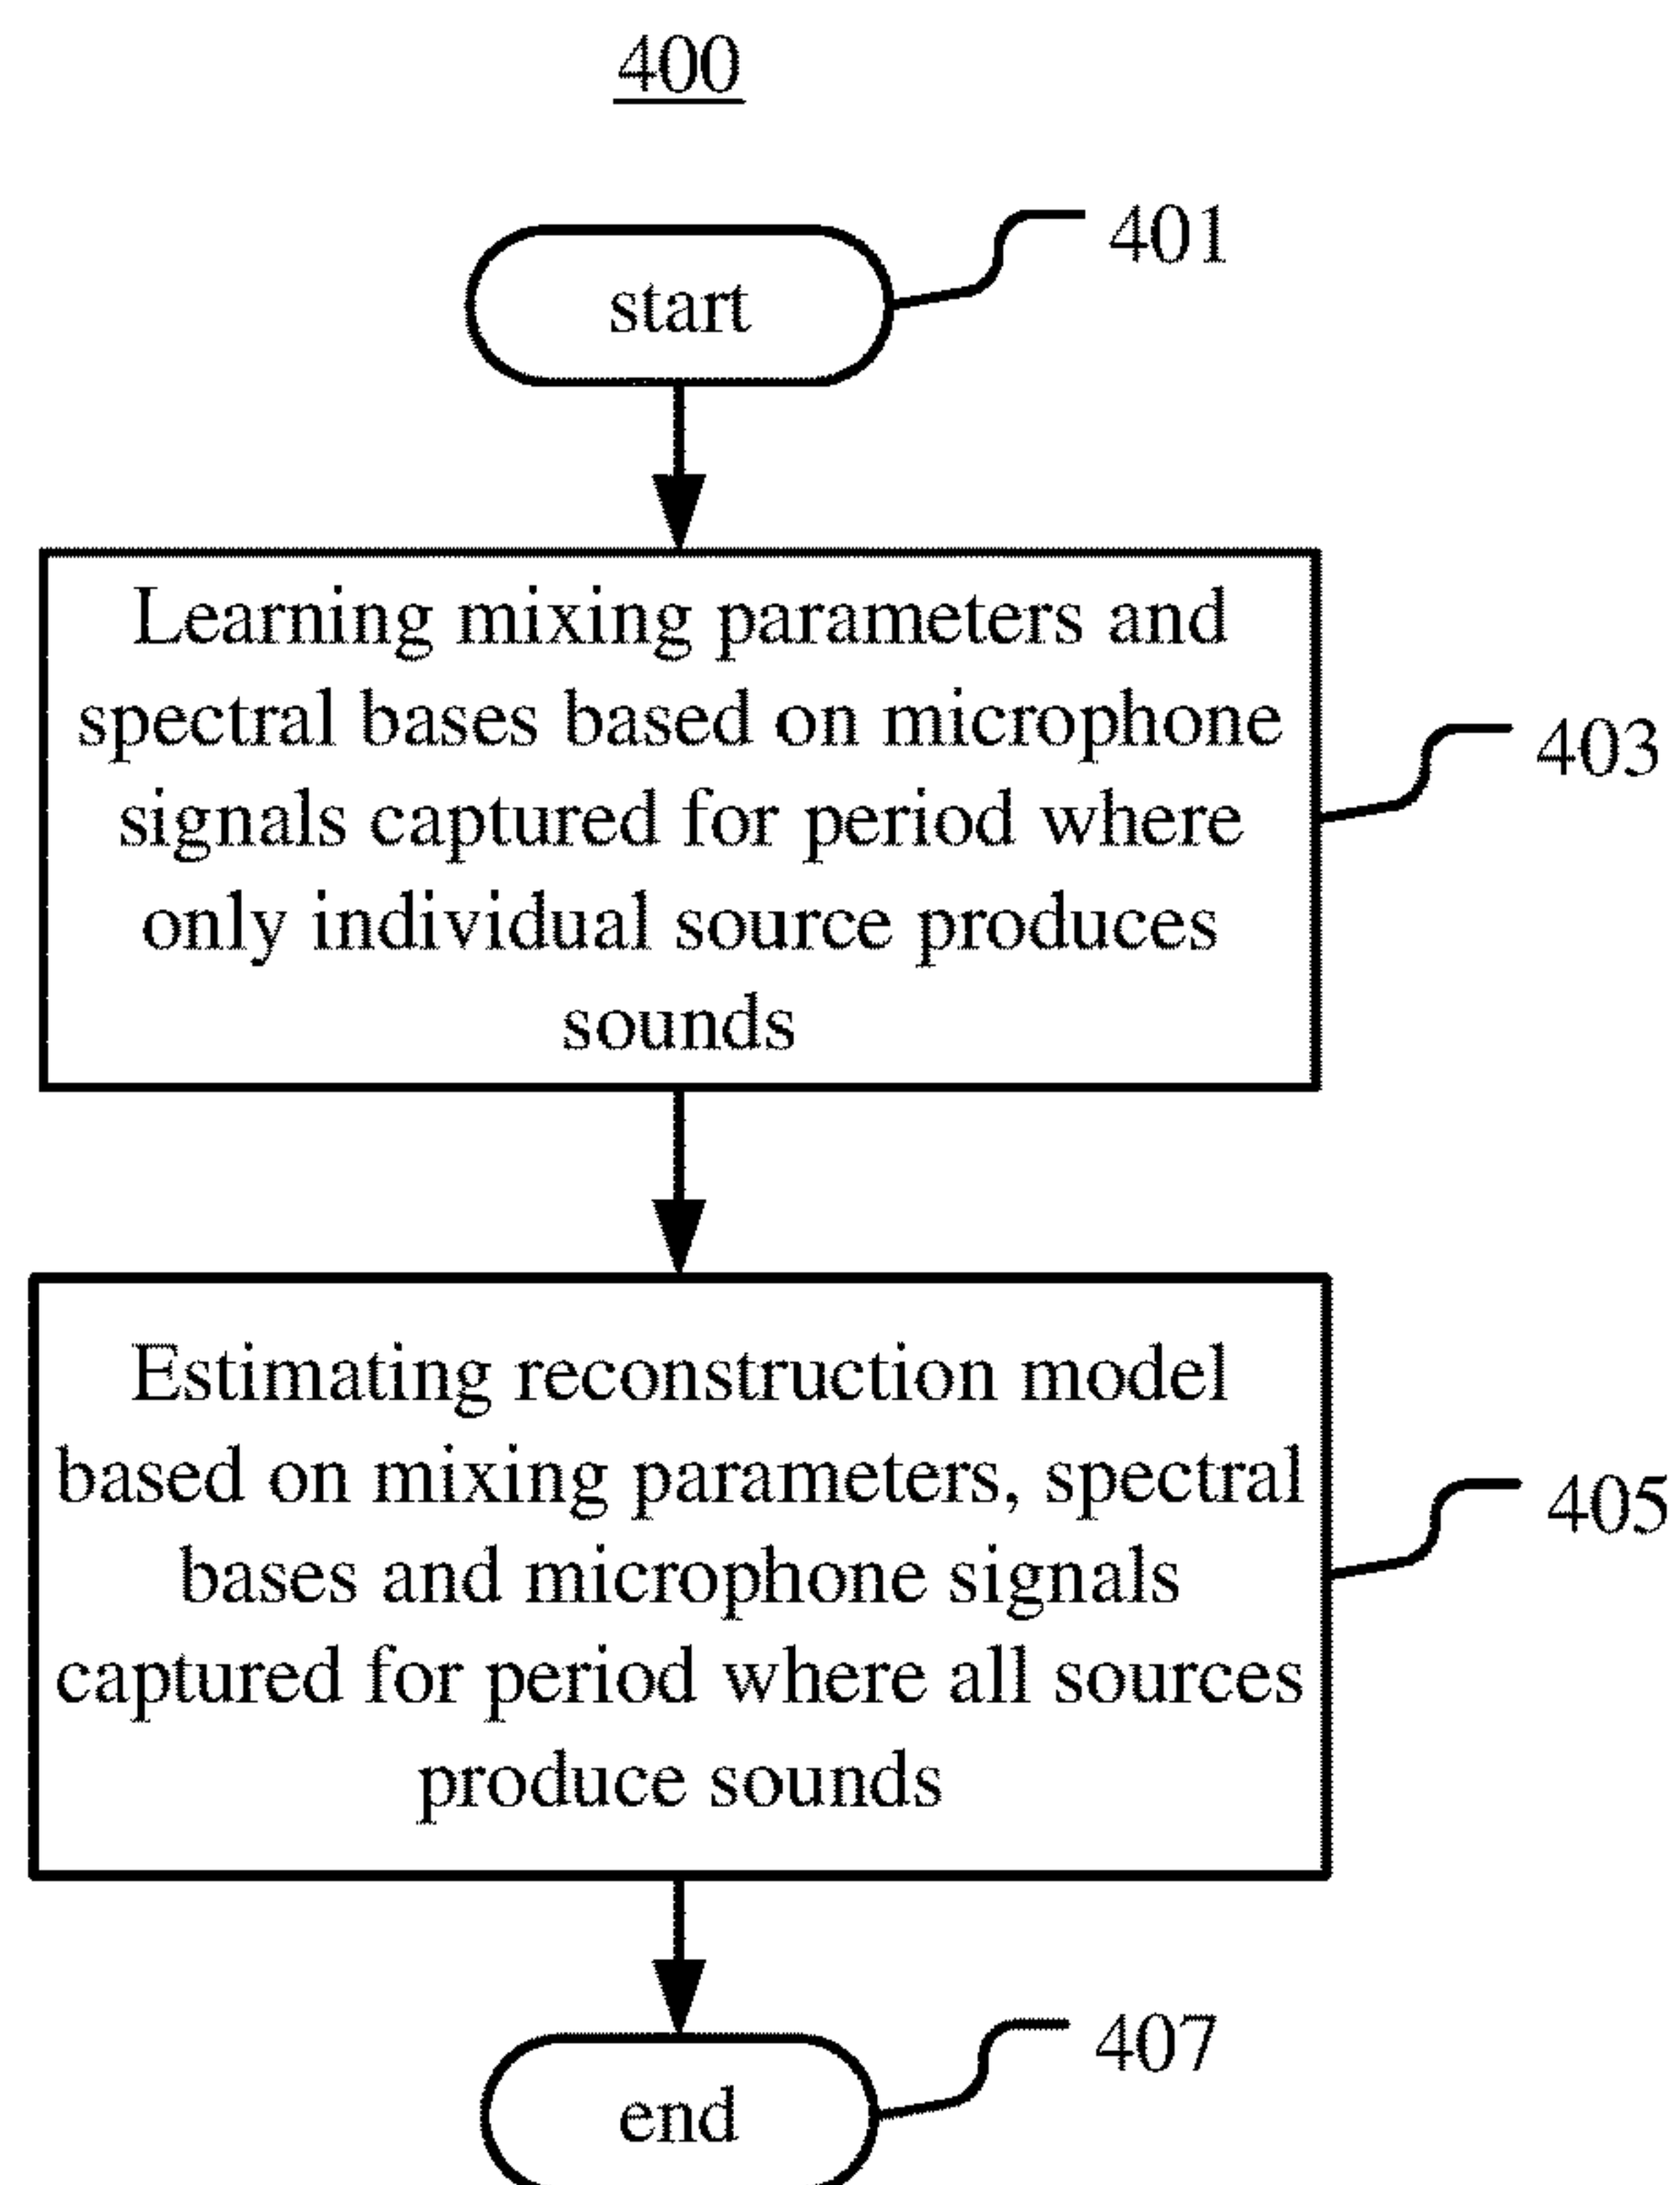 400
start
401
Learning mixing parameters and
spectral bases based on microphone
signals captured for period where
only individual source produces
sounds
403
Estimating reconstruction model
based on mixing parameters, spectral
bases and microphone signals
captured for period where all sources
produce sounds
405
end
407